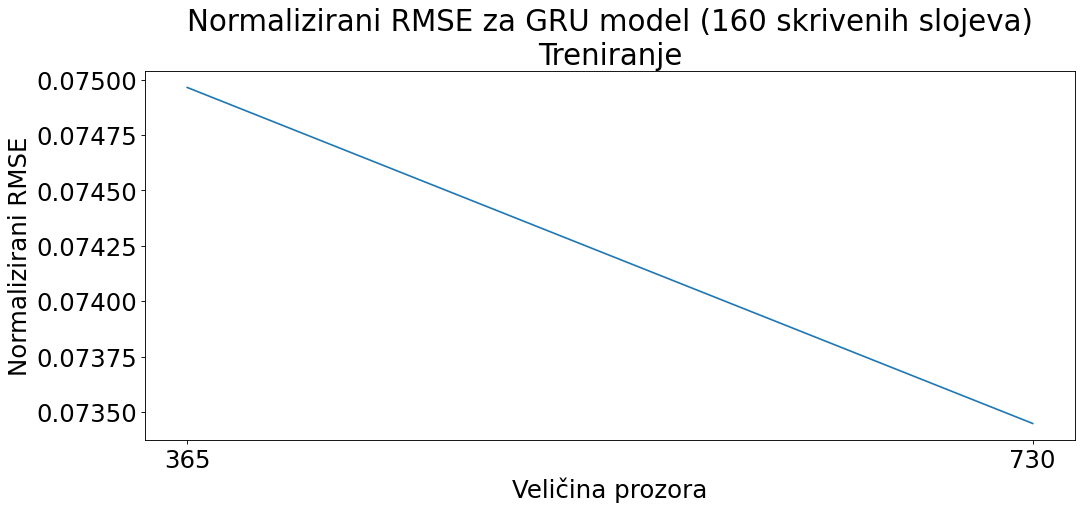 Normalizirani RMSE za GRU model (160 skrivenih slojeva)
Treniranje
Normalizirani RMSE
0.07500
0.07475
0.07450
0.07425
0.07400
0.07375
0.07350
365
730
Veličina prozora